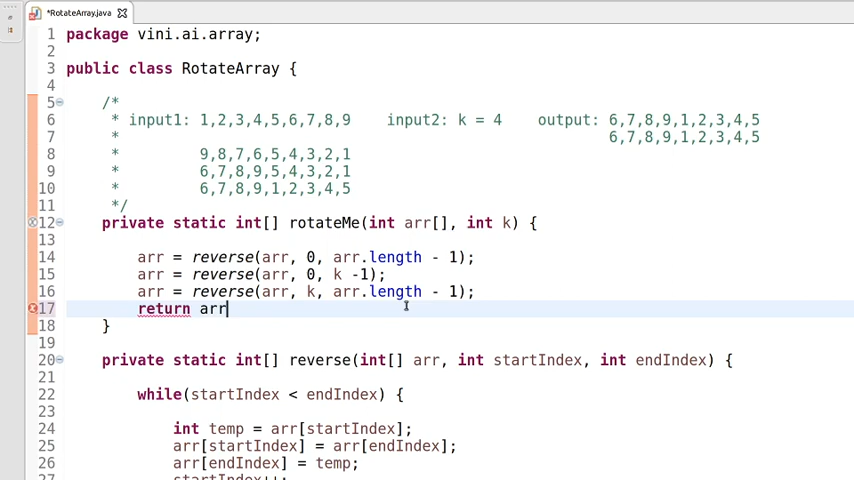 *RotateArray.java
1 package vini.ai.array;
2
3 public class RotateArray {
4
5 /*
6 * input1: 1,2,3,4,5,6,7,8,9 input2: k = 4 output: 6,7,8,9,1,2,3,4,5
7 * 6,7,8,9,1,2,3,4,5
8 * 9,8,7,6,5,4,3,2,1
9 * 6,7,8,9,5,4,3,2,1
10 * 6,7,8,9,1,2,3,4,5
11 */
12 private static int[] rotateMe(int arr[], int k) {
13
14 arr = reverse(arr, 0, arr.length - 1);
15 arr = reverse(arr, 0, k -1);
16 arr = reverse(arr, k, arr.length - 1);
17 return arr
18 }
19
20 private static int[] reverse(int[] arr, int startIndex, int endIndex) {
21
22 while(startIndex < endIndex) {
23
24 int temp = arr[startIndex];
25 arr[startIndex] = arr[endIndex];
26 arr[endIndex] = temp;
27 startIndex++;